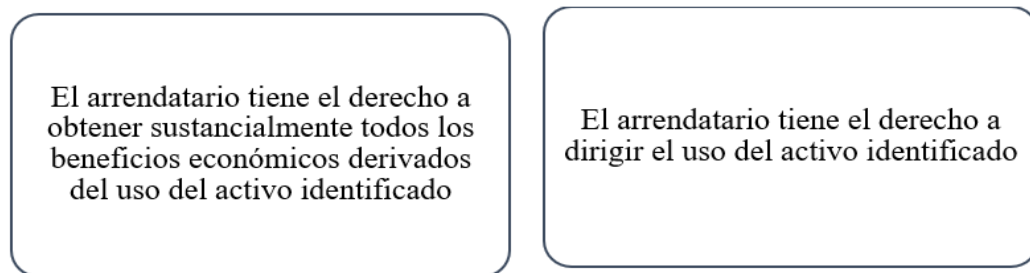 El arrendatario tiene el derecho a
obtener sustancialmente todos los
beneficios económicos derivados
del uso del activo identificado
El arrendatario tiene el derecho a
dirigir el uso del activo identificado